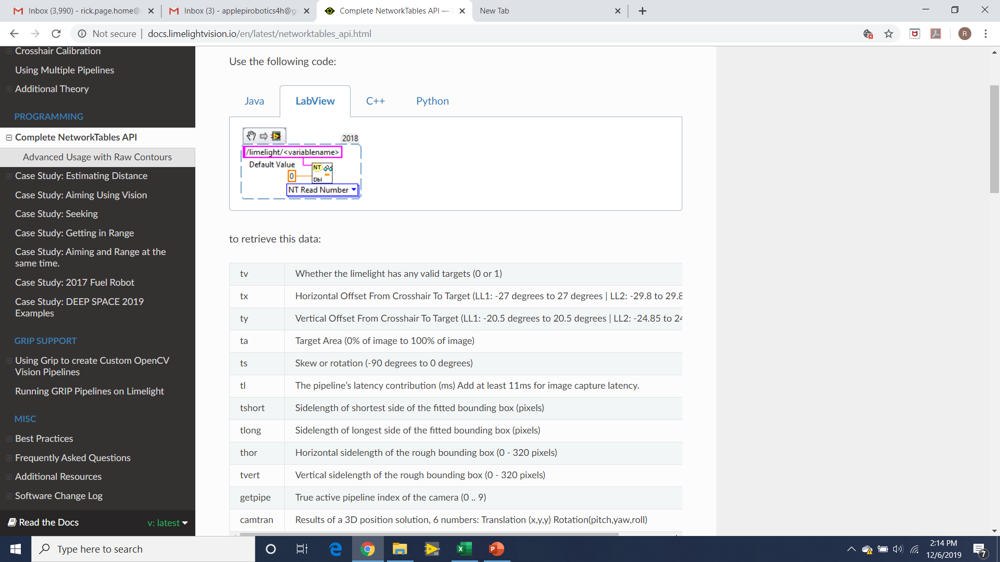 Inbox (3,990) - rick.page.home@
Inbox (3) - applepirobotics4h@g
Complete NetworkTables API —
New Tab
Not secure
docs.limelightvision.io/en/latest/networktables_api.html
R
Crosshair Calibration
Using Multiple Pipelines
Additional Theory
PROGRAMMING
Complete NetworkTables API
Advanced Usage with Raw Contours
Case Study: Estimating Distance
Case Study: Aiming Using Vision
Case Study: Seeking
Case Study: Getting in Range
Case Study: Aiming and Range at the
same time.
Case Study: 2017 Fuel Robot
Case Study: DEEP SPACE 2019
Examples
GRIP SUPPORT
Using Grip to create Custom OpenCV
Vision Pipelines
Running GRIP Pipelines on Limelight
MISC
Best Practices
Frequently Asked Questions
Additional Resources
Software Change Log
Read the Docs
v: latest
Use the following code:
Java
LabView
C++
Python
2018
/limelight/<variablename>
Default Value
NT
0
Dbl
NT Read Number
to retrieve this data:
tv Whether the limelight has any valid targets (0 or 1)
tx Horizontal Offset From Crosshair To Target (LL1: -27 degrees to 27 degrees | LL2: -29.8 to 29.8
ty Vertical Offset From Crosshair To Target (LL1: -20.5 degrees to 20.5 degrees | LL2: -24.85 to 24
ta Target Area (0% of image to 100% of image)
ts Skew or rotation (-90 degrees to 0 degrees)
tl The pipeline’s latency contribution (ms) Add at least 11ms for image capture latency.
tshort Sidelength of shortest side of the fitted bounding box (pixels)
tlong Sidelength of longest side of the fitted bounding box (pixels)
thor Horizontal sidelength of the rough bounding box (0 - 320 pixels)
tvert Vertical sidelength of the rough bounding box (0 - 320 pixels)
getpipe True active pipeline index of the camera (0 .. 9)
camtran Results of a 3D position solution, 6 numbers: Translation (x,y,y) Rotation(pitch,yaw,roll)
Type here to search
2:14 PM
12/6/2019
7